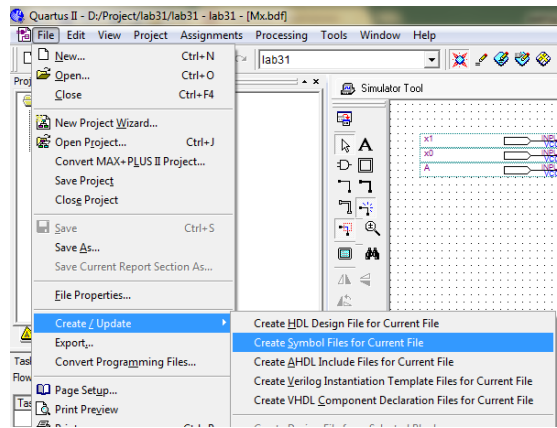 Quartus II - D:/Project/lab31/lab31 - lab31 - [Mx.bdf]
File Edit View Project Assignments Processing Tools Window Help
New... Ctrl+N
lab31
Open... Ctrl+O
Close Ctrl+F4
Simulator Tool
New Project Wizard...
Open Project... Ctrl+J
Convert MAX+PLUS II Project...
Save Project
Close Project
x1
x0
A
Save Ctrl+S
Save As...
Save Current Report Section As...
File Properties...
Create / Update
Create HDL Design File for Current File
Export...
Create Symbol Files for Current File
Convert Programming Files...
Create AHDL Include Files for Current File
Page Setup...
Create Verilog Instantiation Template Files for Current File
Print Preview
Create VHDL Component Declaration Files for Current File